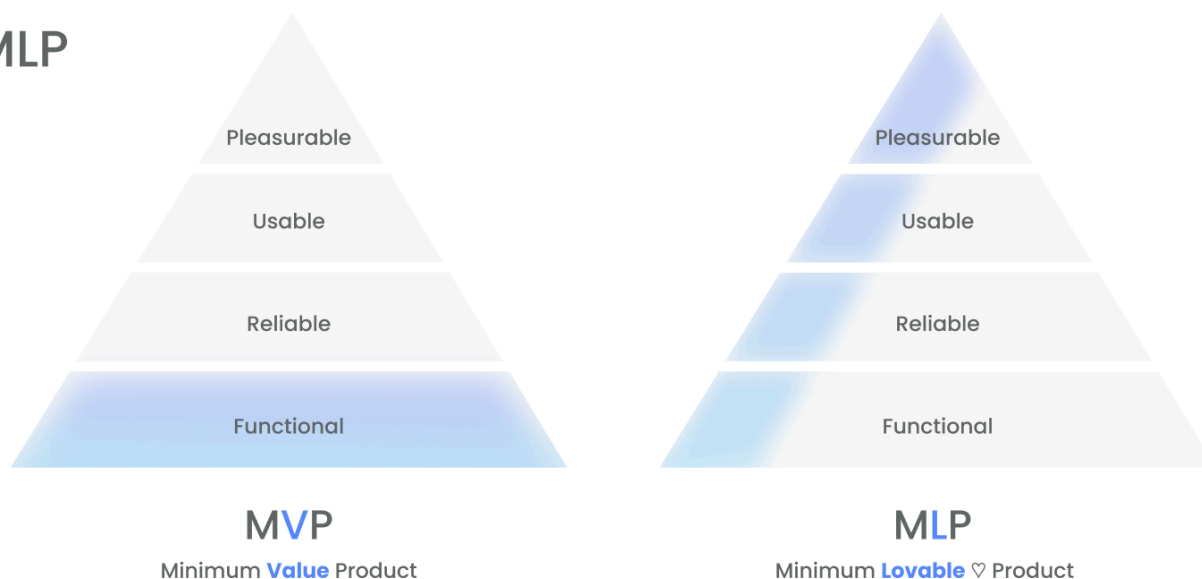 MLP
Pleasurable
Usable
Reliable
Functional
MVP
Minimum Value Product
Pleasurable
Usable
Reliable
Functional
MLP
Minimum Lovable ♡ Product